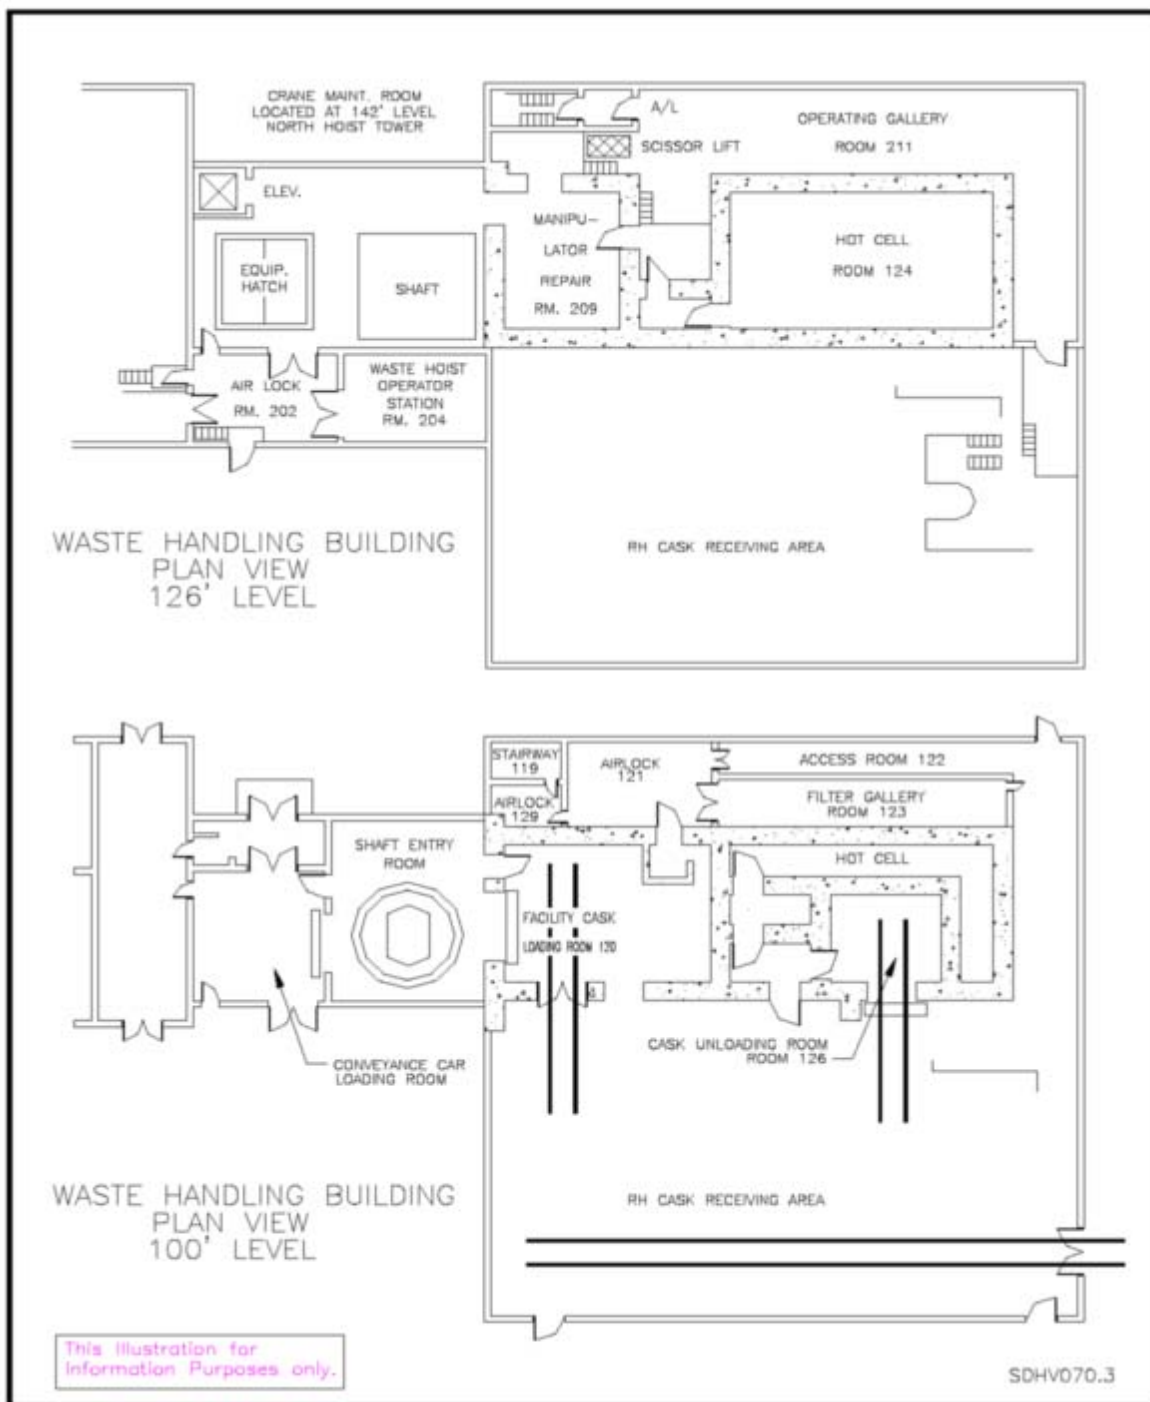 CRANE MAINT. ROOM
LOCATED AT 142' LEVEL
NORTH HOIST TOWER
A/L
OPERATING GALLERY
ROOM 211
SCISSOR LIFT
ELEV.
MANIPU-
LATOR
REPAIR
RM. 209
HOT CELL
ROOM 124
EQUIP.
HATCH
SHAFT
AIR LOCK
RM. 202
WASTE HOIST
OPERATOR
STATION
RM. 204
RH CASK RECEIVING AREA
WASTE HANDLING BUILDING
PLAN VIEW
126' LEVEL
STAIRWAY
119
AIRLOCK
121
ACCESS ROOM 122
AIRLOCK
129
FILTER GALLERY
ROOM 123
SHAFT ENTRY
ROOM
HOT CELL
FACILITY CASK
LOADING ROOM 120
CASK UNLOADING ROOM
ROOM 126
CONVEYANCE CAR
LOADING ROOM
WASTE HANDLING BUILDING
PLAN VIEW
100' LEVEL
RH CASK RECEIVING AREA
This Illustration for
Information Purposes only.
SDHV070.3